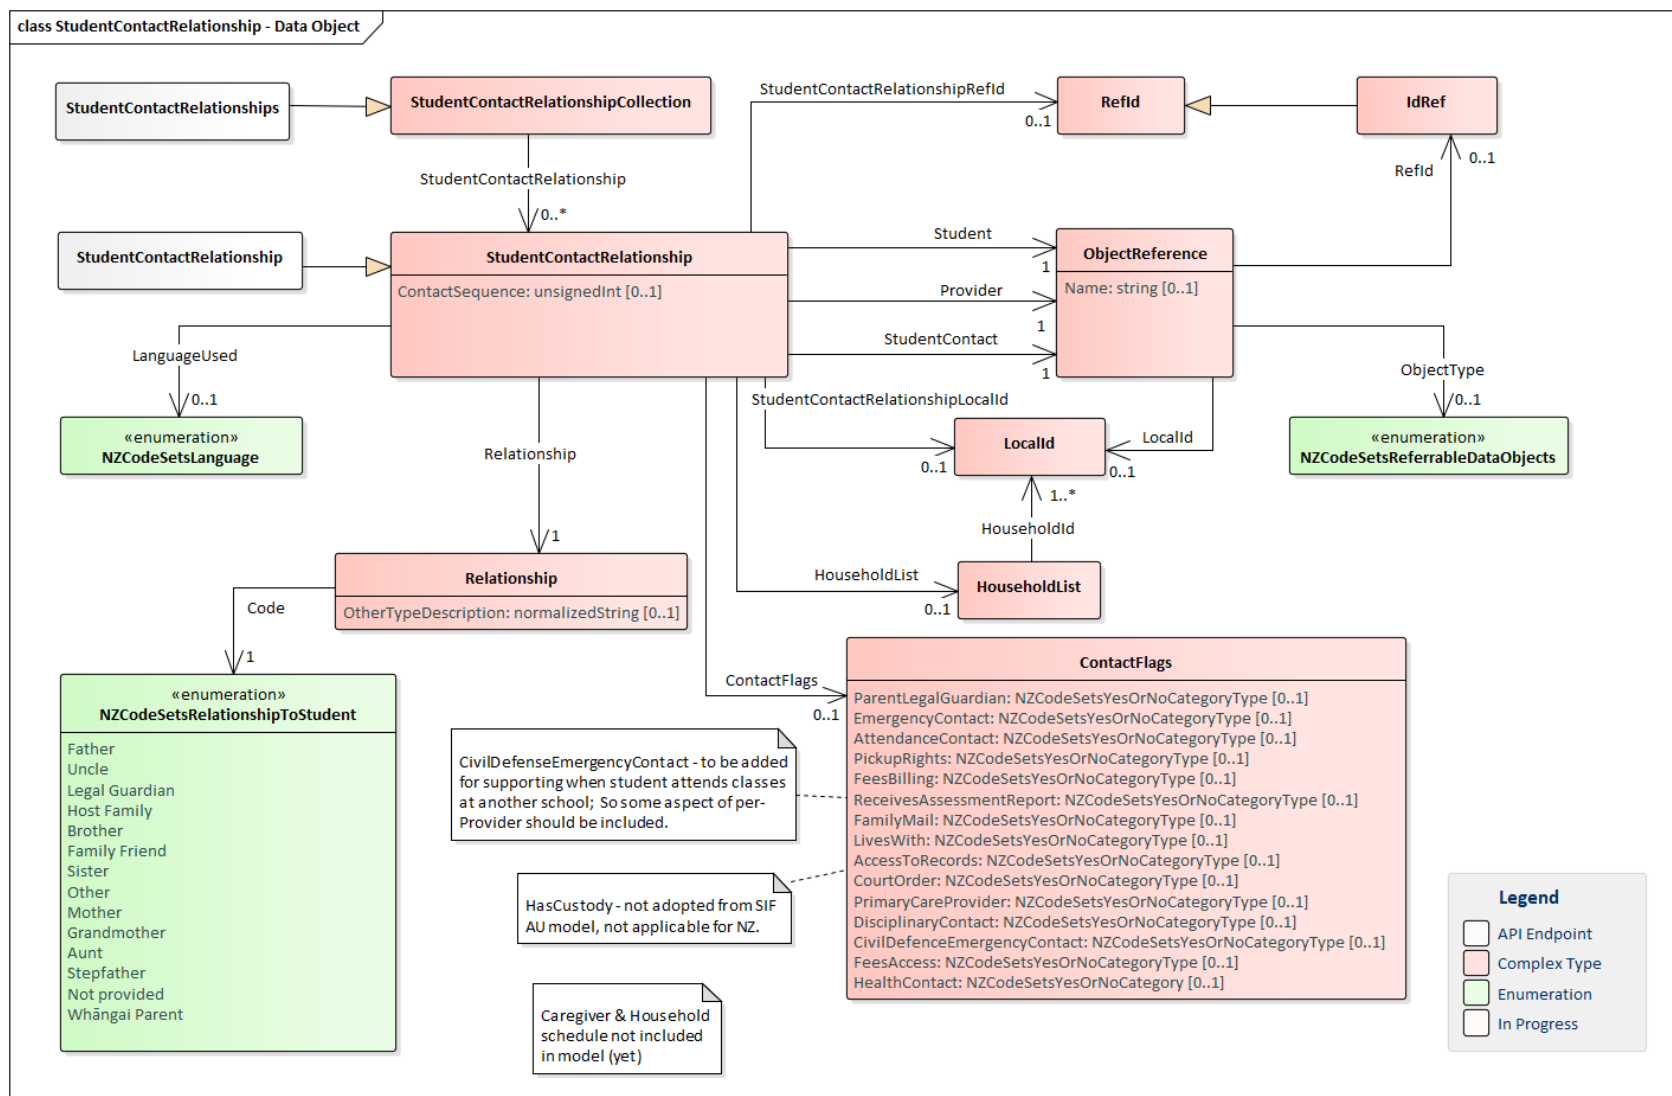 class StudentContactRelationship - Data Object
StudentContactRelationships
StudentContactRelationshipCollection
StudentContactRelationshipRefId
0..1
RefId
IdRef
0..1
RefId
StudentContactRelationship
0..*
StudentContactRelationship
StudentContactRelationship
ContactSequence: unsignedInt [0..1]
Student
1
Provider
1
StudentContact
1
ObjectReference
Name: string [0..1]
LanguageUsed
0..1
«enumeration»
NZCodeSetsLanguage
ObjectType
0..1
«enumeration»
NZCodeSetsReferrableDataObjects
StudentContactRelationshipLocalId
0..1
LocalId
LocalId
0..1
1..*
HouseholdId
Relationship
1
HouseholdList
0..1
HouseholdList
Relationship
OtherTypeDescription: normalizedString [0..1]
Code
1
«enumeration»
NZCodeSetsRelationshipToStudent
Father
Uncle
Legal Guardian
Host Family
Brother
Family Friend
Sister
Other
Mother
Grandmother
Aunt
Stepfather
Not provided
Whāngai Parent
ContactFlags
0..1
ContactFlags
ParentLegalGuardian: NZCodeSetsYesOrNoCategoryType [0..1]
EmergencyContact: NZCodeSetsYesOrNoCategoryType [0..1]
AttendanceContact: NZCodeSetsYesOrNoCategoryType [0..1]
PickupRights: NZCodeSetsYesOrNoCategoryType [0..1]
FeesBilling: NZCodeSetsYesOrNoCategoryType [0..1]
ReceivesAssessmentReport: NZCodeSetsYesOrNoCategoryType [0..1]
FamilyMail: NZCodeSetsYesOrNoCategoryType [0..1]
LivesWith: NZCodeSetsYesOrNoCategoryType [0..1]
AccessToRecords: NZCodeSetsYesOrNoCategoryType [0..1]
CourtOrder: NZCodeSetsYesOrNoCategoryType [0..1]
PrimaryCareProvider: NZCodeSetsYesOrNoCategoryType [0..1]
DisciplinaryContact: NZCodeSetsYesOrNoCategoryType [0..1]
CivilDefenceEmergencyContact: NZCodeSetsYesOrNoCategoryType [0..1]
FeesAccess: NZCodeSetsYesOrNoCategoryType [0..1]
HealthContact: NZCodeSetsYesOrNoCategory [0..1]
CivilDefenseEmergencyContact - to be added
for supporting when student attends classes
at another school; So some aspect of per-
Provider should be included.
HasCustody - not adopted from SIF
AU model, not applicable for NZ.
Caregiver & Household
schedule not included
in model (yet)
Legend
API Endpoint
Complex Type
Enumeration
In Progress